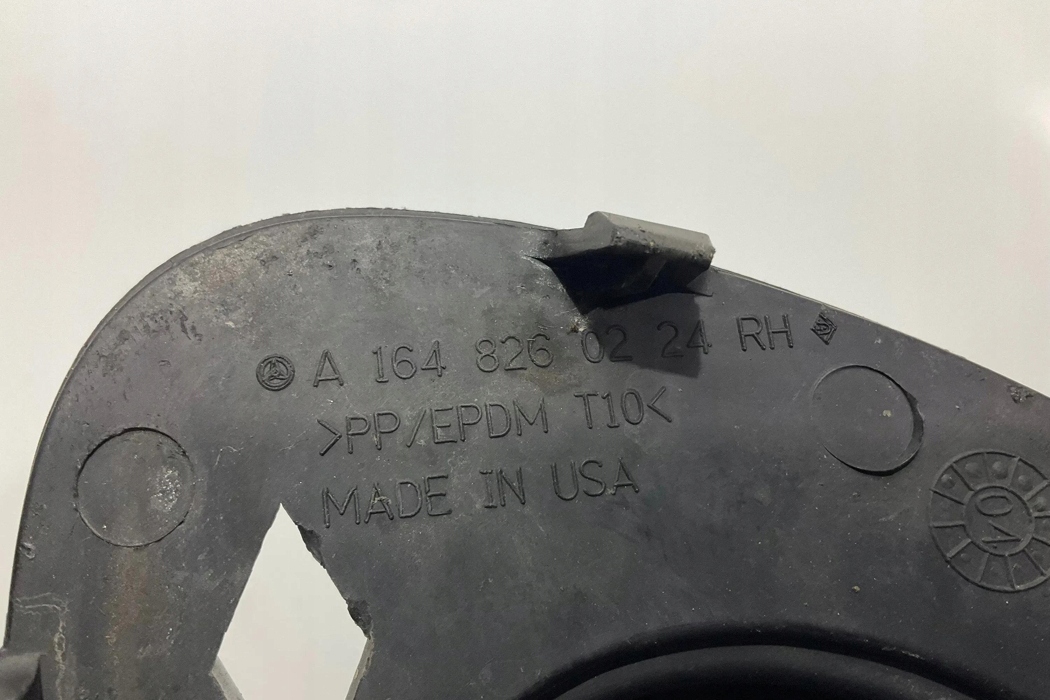 A 164 826 02 24 RH
>PP/EPDM T10<
MADE IN USA